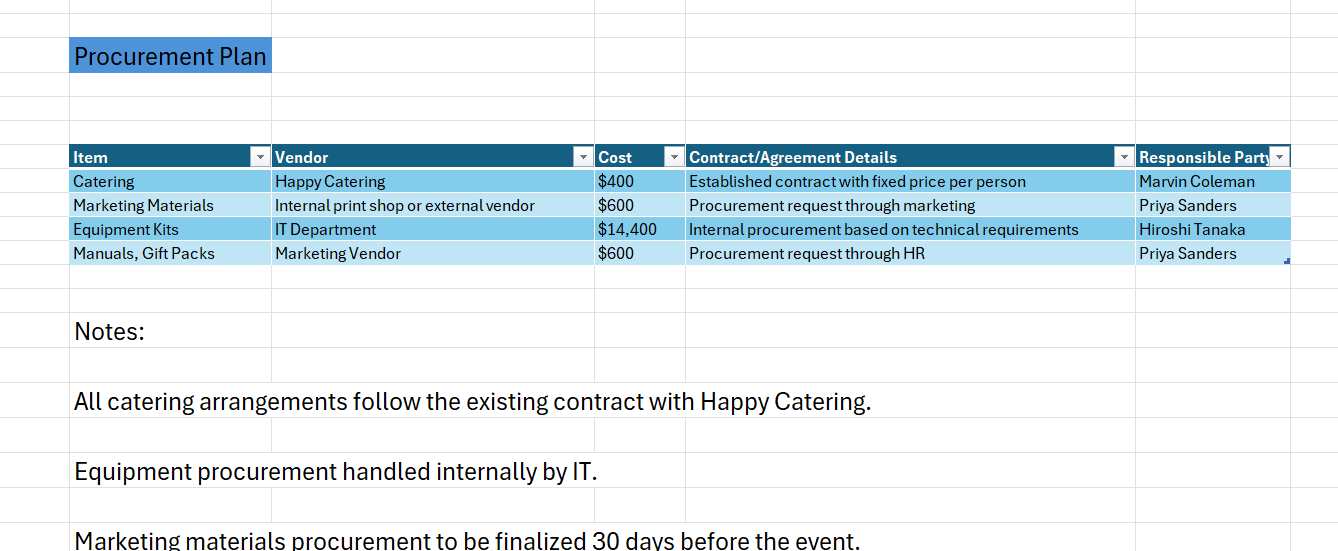 Procurement Plan
Item Vendor Cost Contract/Agreement Details Responsible Party
Catering Happy Catering $400 Established contract with fixed price per person Marvin Coleman
Marketing Materials Internal print shop or external vendor $600 Procurement request through marketing Priya Sanders
Equipment Kits IT Department $14,400 Internal procurement based on technical requirements Hiroshi Tanaka
Manuals, Gift Packs Marketing Vendor $600 Procurement request through HR Priya Sanders
Notes:
All catering arrangements follow the existing contract with Happy Catering.
Equipment procurement handled internally by IT.
Marketing materials procurement to be finalized 30 days before the event.